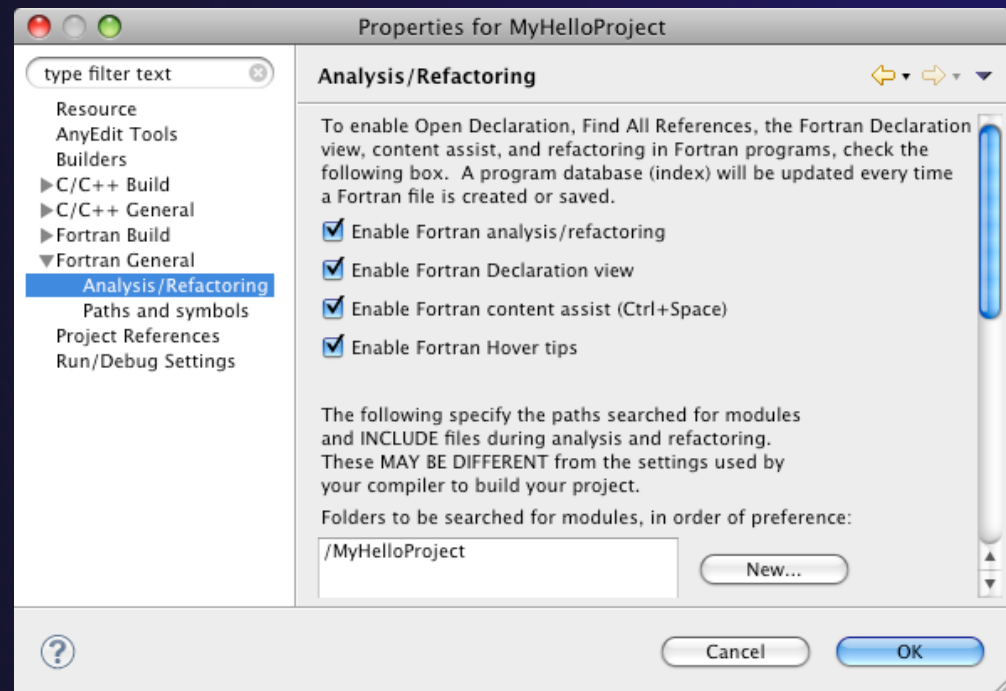 Properties for MyHelloProject
type filter text
Resource
AnyEdit Tools
Builders
C/C++ Build
C/C++ General
Fortran Build
Fortran General
Analysis/Refactoring
Paths and symbols
Project References
Run/Debug Settings
Analysis/Refactoring
To enable Open Declaration, Find All References, the Fortran Declaration
view, content assist, and refactoring in Fortran programs, check the
following box.  A program database (index) will be updated every time
a Fortran file is created or saved.
Enable Fortran analysis/refactoring
Enable Fortran Declaration view
Enable Fortran content assist (Ctrl+Space)
Enable Fortran Hover tips
The following specify the paths searched for modules
and INCLUDE files during analysis and refactoring.
These MAY BE DIFFERENT from the settings used by
your compiler to build your project.
Folders to be searched for modules, in order of preference:
/MyHelloProject
New...
?
Cancel
OK